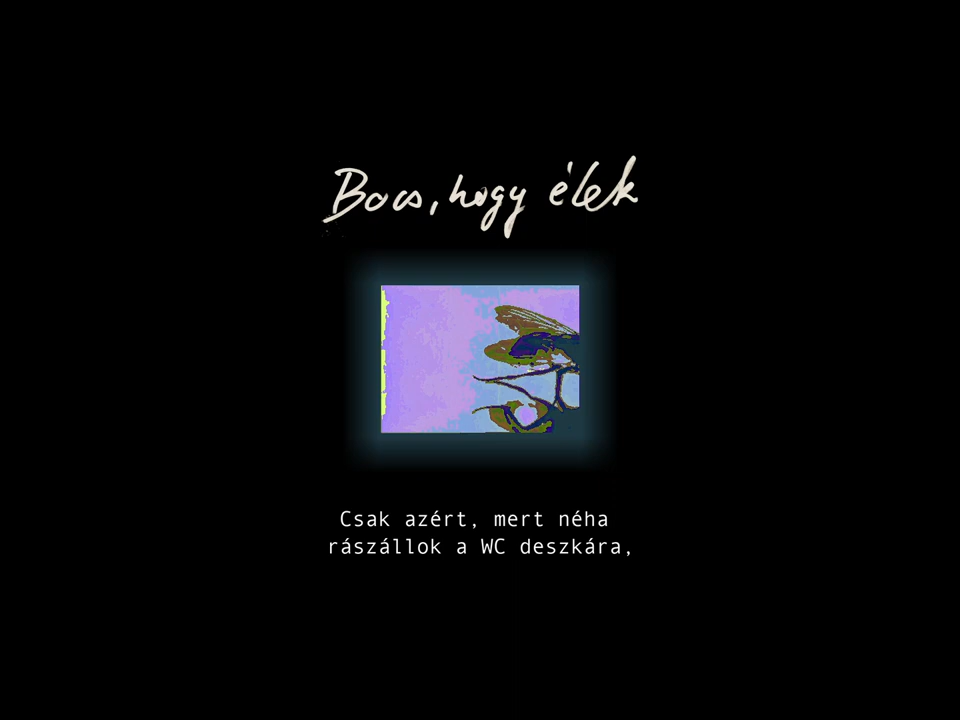 Bocs, hogy élek
Csak azért, mert néha
rászállok a WC deszkára,